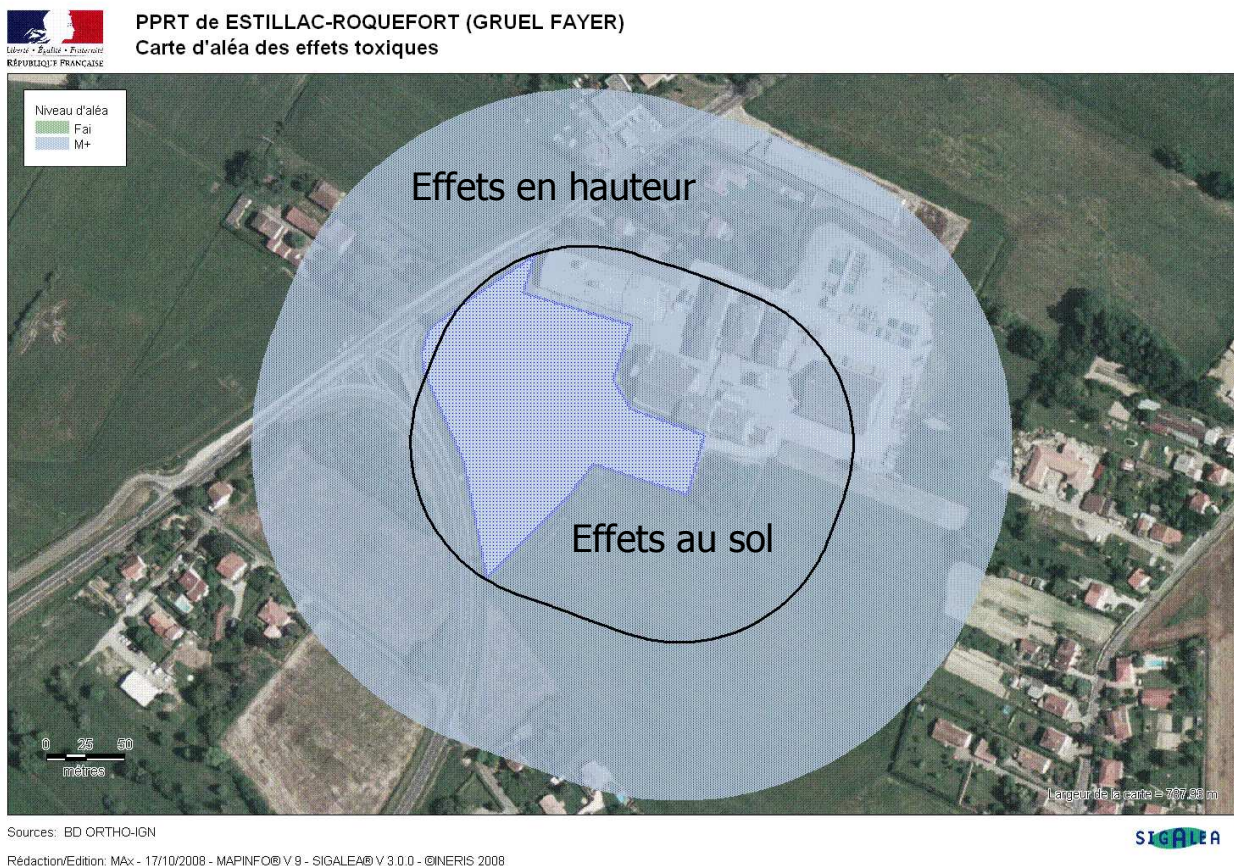 PPRT de ESTILLAC-ROQUEFORT (GRUEL FAYER)
Carte d'aléa des effets toxiques
Liberté • Égalité • Fraternité
RÉPUBLIQUE FRANÇAISE
Niveau d'aléa
Fai
M+
Effets en hauteur
Effets au sol
0 25 50
mètres
Largeur de la carte = 787.93 m
Sources: BD ORTHO-IGN
SIGALEA
Rédaction/Edition: MAx - 17/10/2008 - MAPINFO® V 9 - SIGALEA® V 3.0.0 - ©INERIS 2008